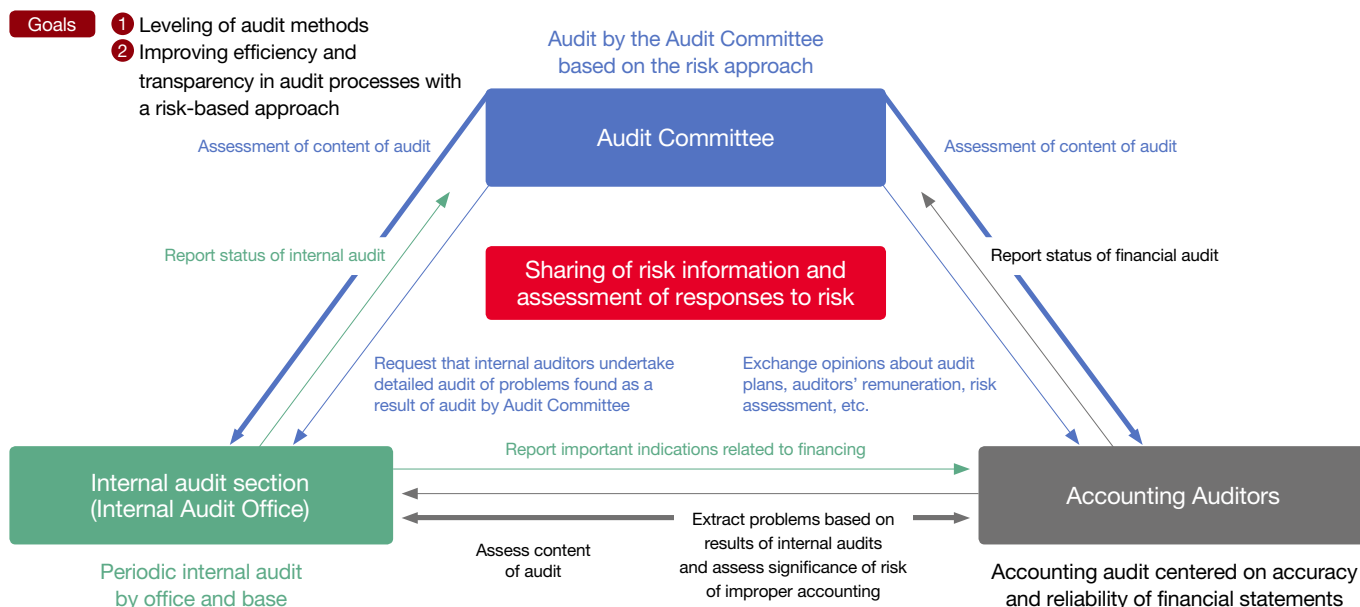 Goals
1 Leveling of audit methods
2 Improving efficiency and
transparency in audit processes with
a risk-based approach
Audit by the Audit Committee
based on the risk approach
Audit Committee
Assessment of content of audit
Assessment of content of audit
Report status of internal audit
Report status of financial audit
Sharing of risk information and
assessment of responses to risk
Request that internal auditors undertake
detailed audit of problems found as a
result of audit by Audit Committee
Exchange opinions about audit
plans, auditors’ remuneration, risk
assessment, etc.
Report important indications related to financing
Internal audit section
(Internal Audit Office)
Accounting Auditors
Assess content
of audit
Extract problems based on
results of internal audits
and assess significance of risk
of improper accounting
Periodic internal audit
by office and base
Accounting audit centered on accuracy
and reliability of financial statements